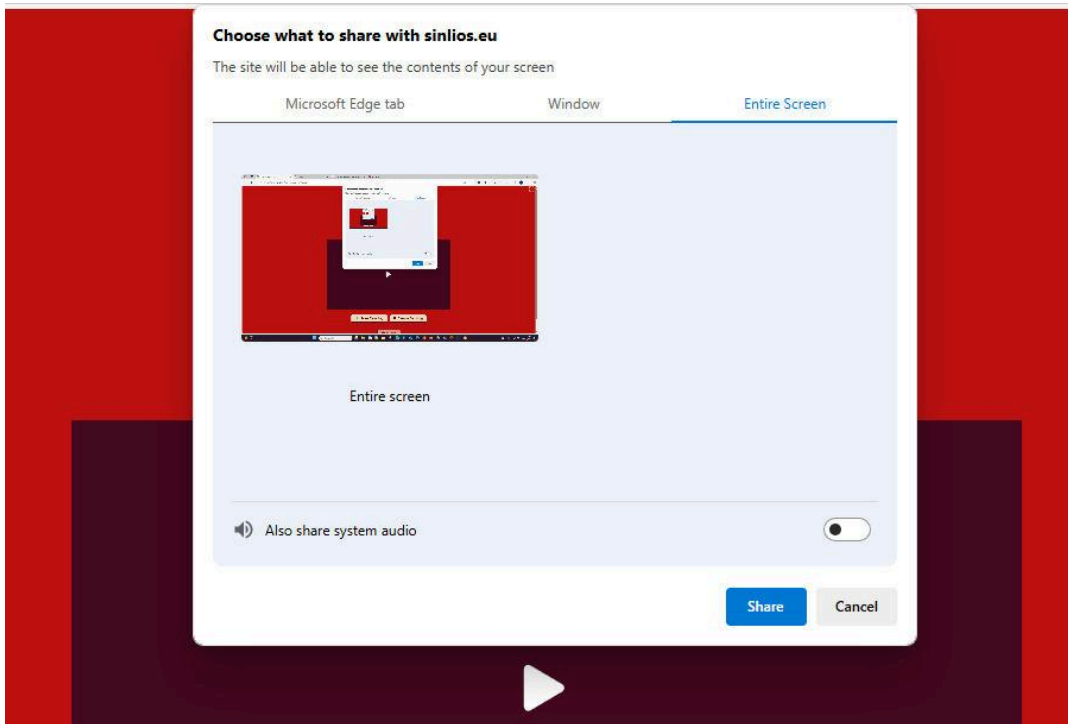 Choose what to share with sinlios.eu
The site will be able to see the contents of your screen
Microsoft Edge tab Window Entire Screen
Entire screen
Also share system audio
Share Cancel